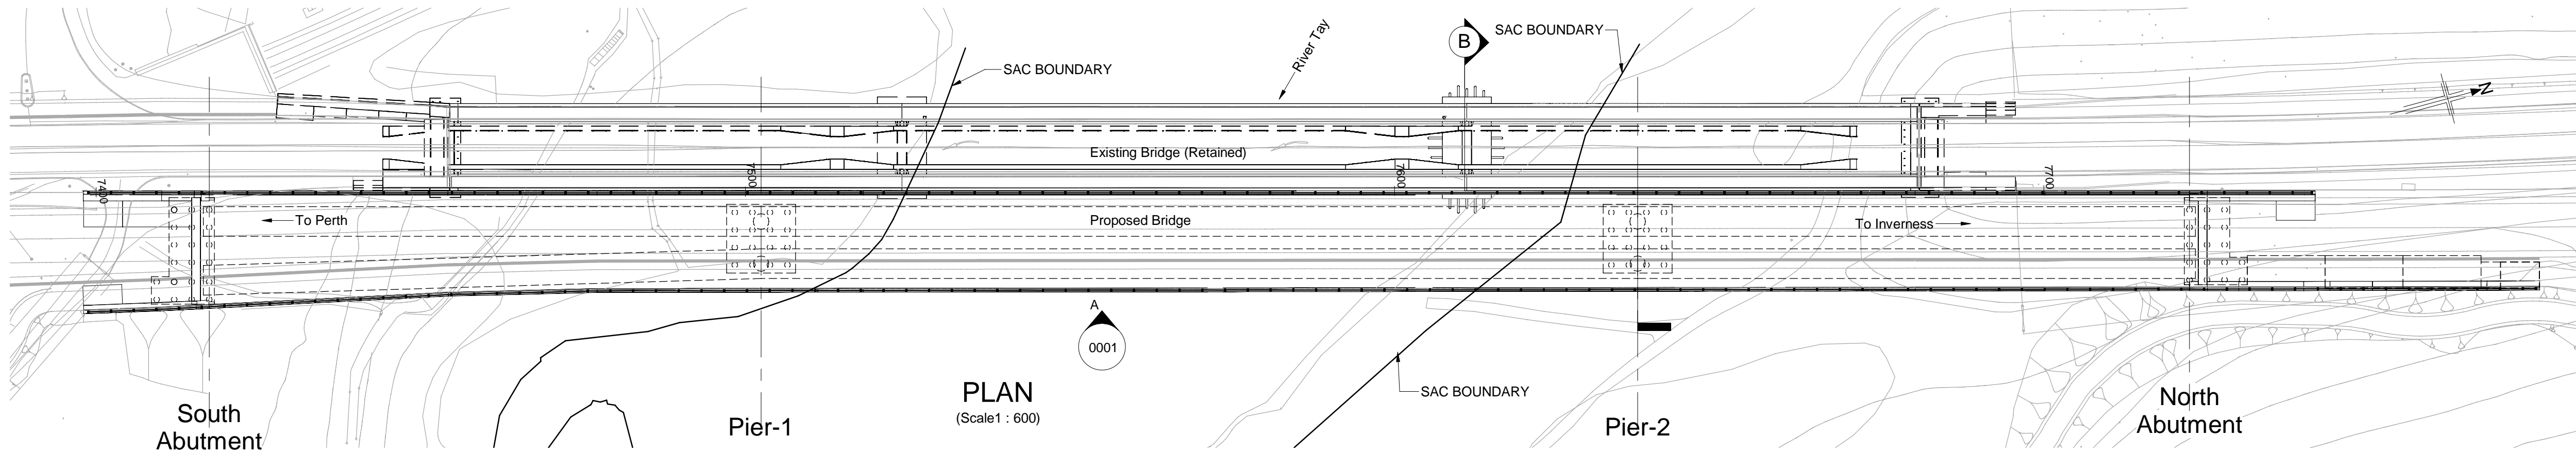 River Tay
B
SAC BOUNDARY
SAC BOUNDARY
N
Existing Bridge (Retained)
7400
7500
7600
7700
To Perth
Proposed Bridge
To Inverness
A
0001
PLAN
(Scale1 : 600)
SAC BOUNDARY
South
Abutment
Pier-1
Pier-2
North
Abutment